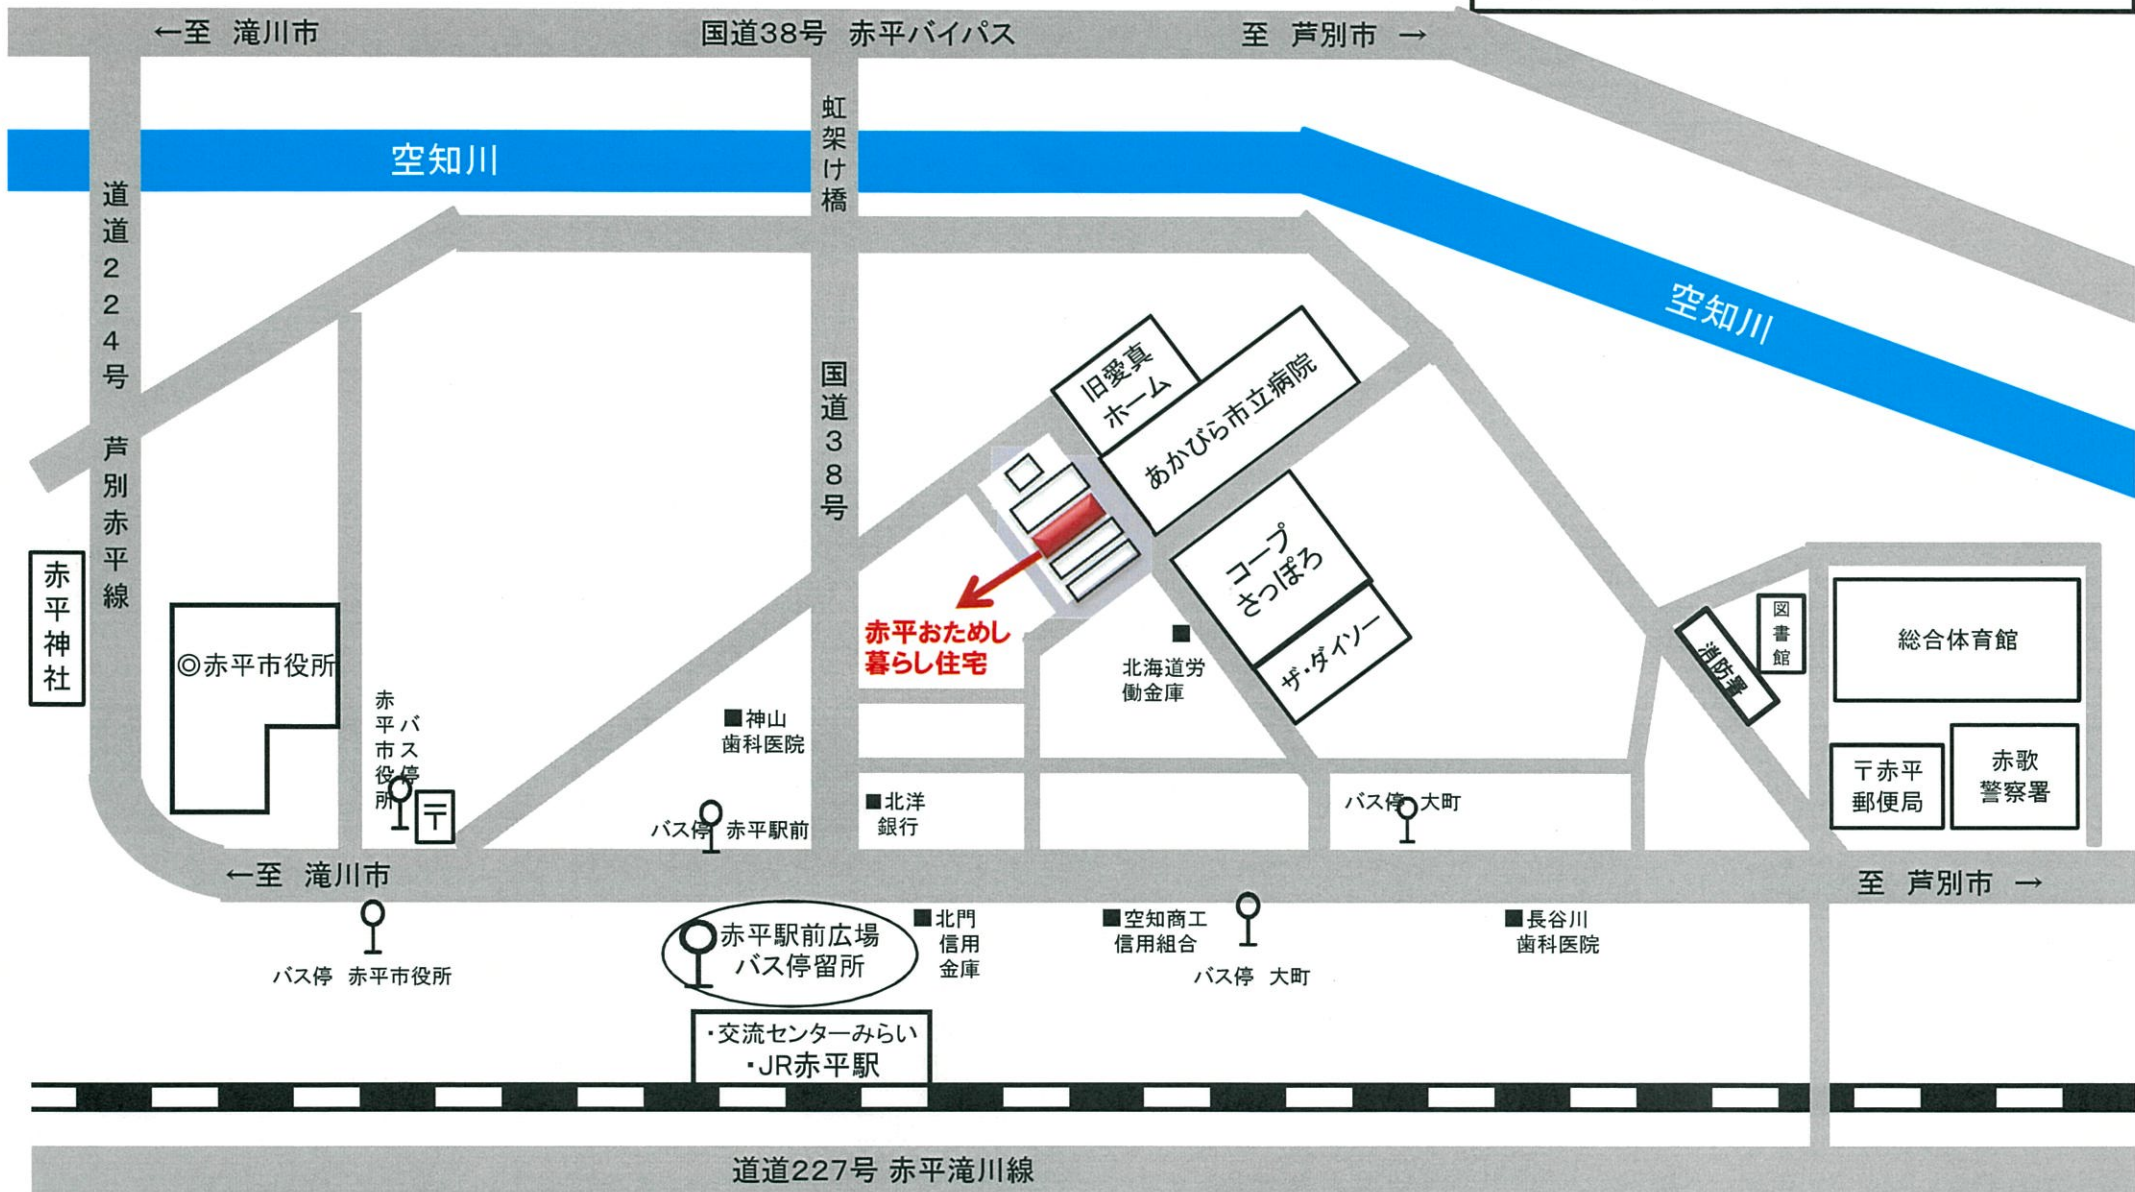 ←至 滝川市
国道38号 赤平バイパス
至 芦別市 →
虹架け橋
空知川
空知川
道道224号 芦別赤平線
国道38号
旧愛真
ホーム
あかびら市立病院
コープ
さっぽろ
ザ・ダイソー
赤平おためし
暮らし住宅
■
北海道労
働金庫
赤平神社
◎赤平市役所
バス停
赤平市役所
〒
■神山
歯科医院
バス停 赤平駅前
■北洋
銀行
バス停 大町
消防署
図書館
総合体育館
〒赤平
郵便局
赤歌
警察署
←至 滝川市
至 芦別市 →
バス停 赤平市役所
赤平駅前広場
バス停留所
■北門
信用
金庫
■空知商工
信用組合
バス停 大町
■長谷川
歯科医院
・交流センターみらい
・JR赤平駅
道道227号 赤平滝川線